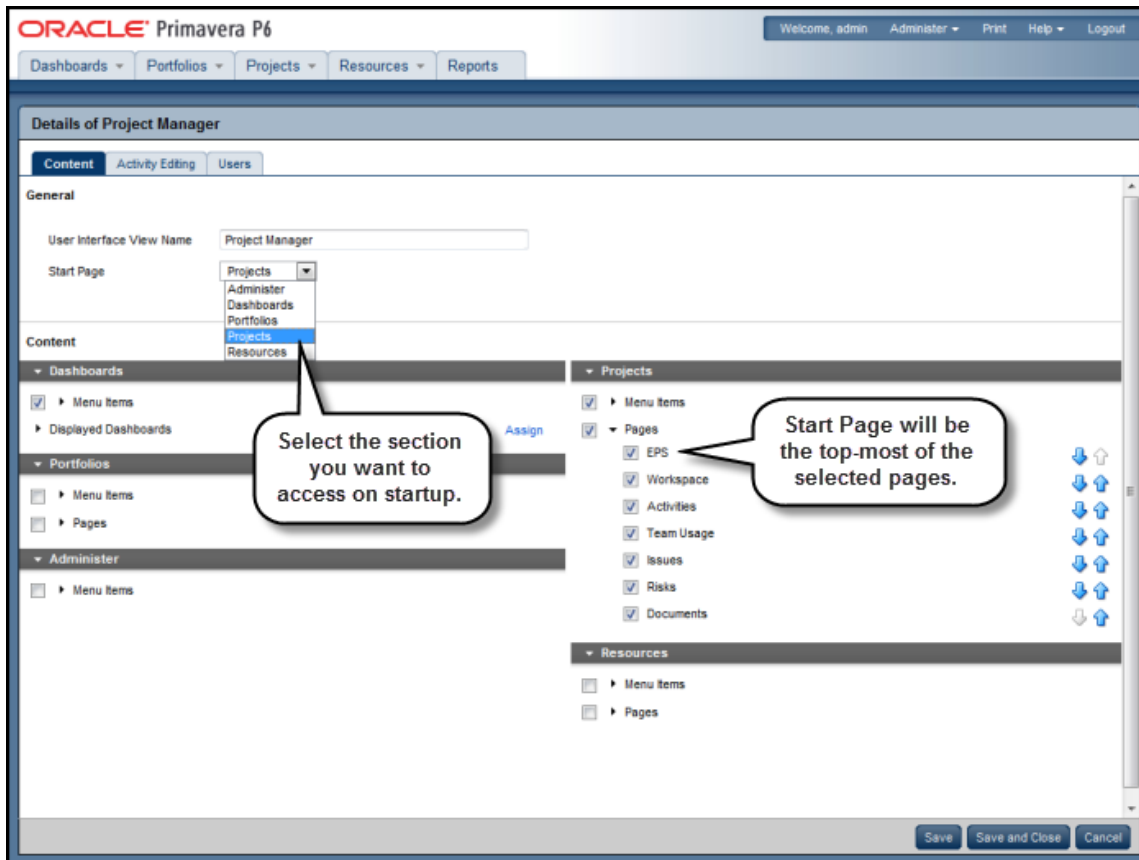 ORACLE Primavera P6
Welcome, admin Administer Print Help Logout
Dashboards Portfolios Projects Resources Reports
Details of Project Manager
Content Activity Editing Users
General
User Interface View Name Project Manager
Start Page Projects
Administer
Dashboards
Portfolios
Projects
Resources
Content
Dashboards
Menu Items
Displayed Dashboards Assign
Portfolios
Menu Items
Pages
Administer
Menu Items
Select the section
you want to
access on startup.
Projects
Menu Items
Pages
EPS
Workspace
Activities
Team Usage
Issues
Risks
Documents
Start Page will be
the top-most of the
selected pages.
Resources
Menu Items
Pages
Save Save and Close Cancel